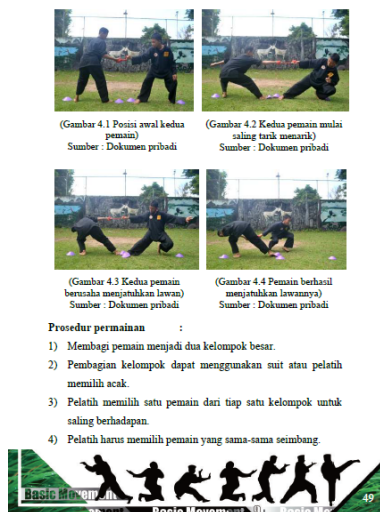 (Gambar 4.1 Posisi awal kedua
pemain)
Sumber : Dokumen pribadi
(Gambar 4.2 Kedua pemain mulai
saling tarik menarik)
Sumber : Dokumen pribadi
(Gambar 4.3 Kedua pemain
berusaha menjatuhkan lawan)
Sumber : Dokumen pribadi
(Gambar 4.4 Pemain berhasil
menjatuhkan lawannya)
Sumber : Dokumen pribadi
Prosedur permainan :
1) Membagi pemain menjadi dua kelompok besar.
2) Pembagian kelompok dapat menggunakan suit atau pelatih
memilih acak.
3) Pelatih memilih satu pemain dari tiap satu kelompok untuk
saling berhadapan.
4) Pelatih harus memilih pemain yang sama-sama seimbang.
Basic Movement
49
Basic Movement